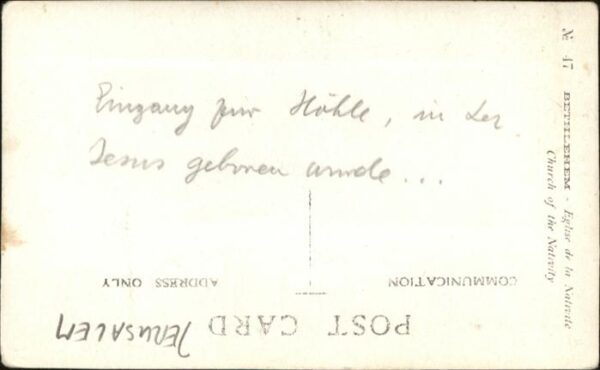 Eingang zur Höhle, in der
Jesus geboren wurde...
№ 47 BETHLEHEM - Eglise de la Nativité
Church of the Nativity
POST CARD
COMMUNICATION
ADDRESS ONLY
JERUSALEM